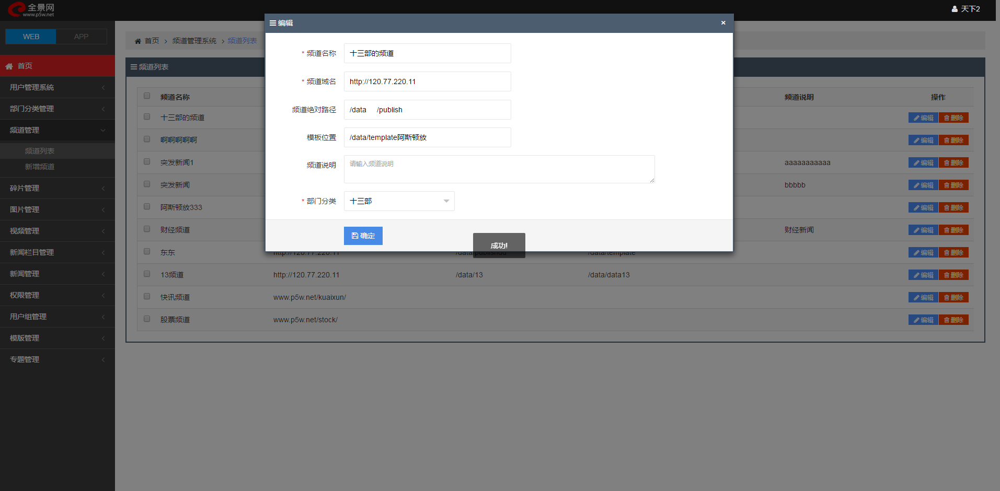 全景网
www.p5w.net
天下2
WEB
APP
首页
用户管理系统
部门分类管理
频道管理
频道列表
新增频道
碎片管理
图片管理
视频管理
新闻栏目管理
新闻管理
权限管理
用户组管理
模版管理
专题管理
首页 > 频道管理系统 > 频道列表
频道列表
编辑
×
* 频道名称 十三部的频道
* 频道域名 http://120.77.220.11
频道绝对路径 /data     /publish
模板位置 /data/template阿斯顿放
频道说明 请输入频道说明
* 部门分类 十三部
确定
成功!
频道名称 频道说明 操作
十三部的频道 编辑 删除
啊啊啊啊啊 编辑 删除
突发新闻1 aaaaaaaaaaa 编辑 删除
突发新闻 bbbbb 编辑 删除
阿斯顿放333 编辑 删除
财经频道 财经新闻 编辑 删除
东东 http://120.77.220.11 /data/publishdd /data/template 编辑 删除
13频道 http://120.77.220.11 /data/13 /data/data13 编辑 删除
快讯频道 www.p5w.net/kuaixun/ 编辑 删除
股票频道 www.p5w.net/stock/ 编辑 删除